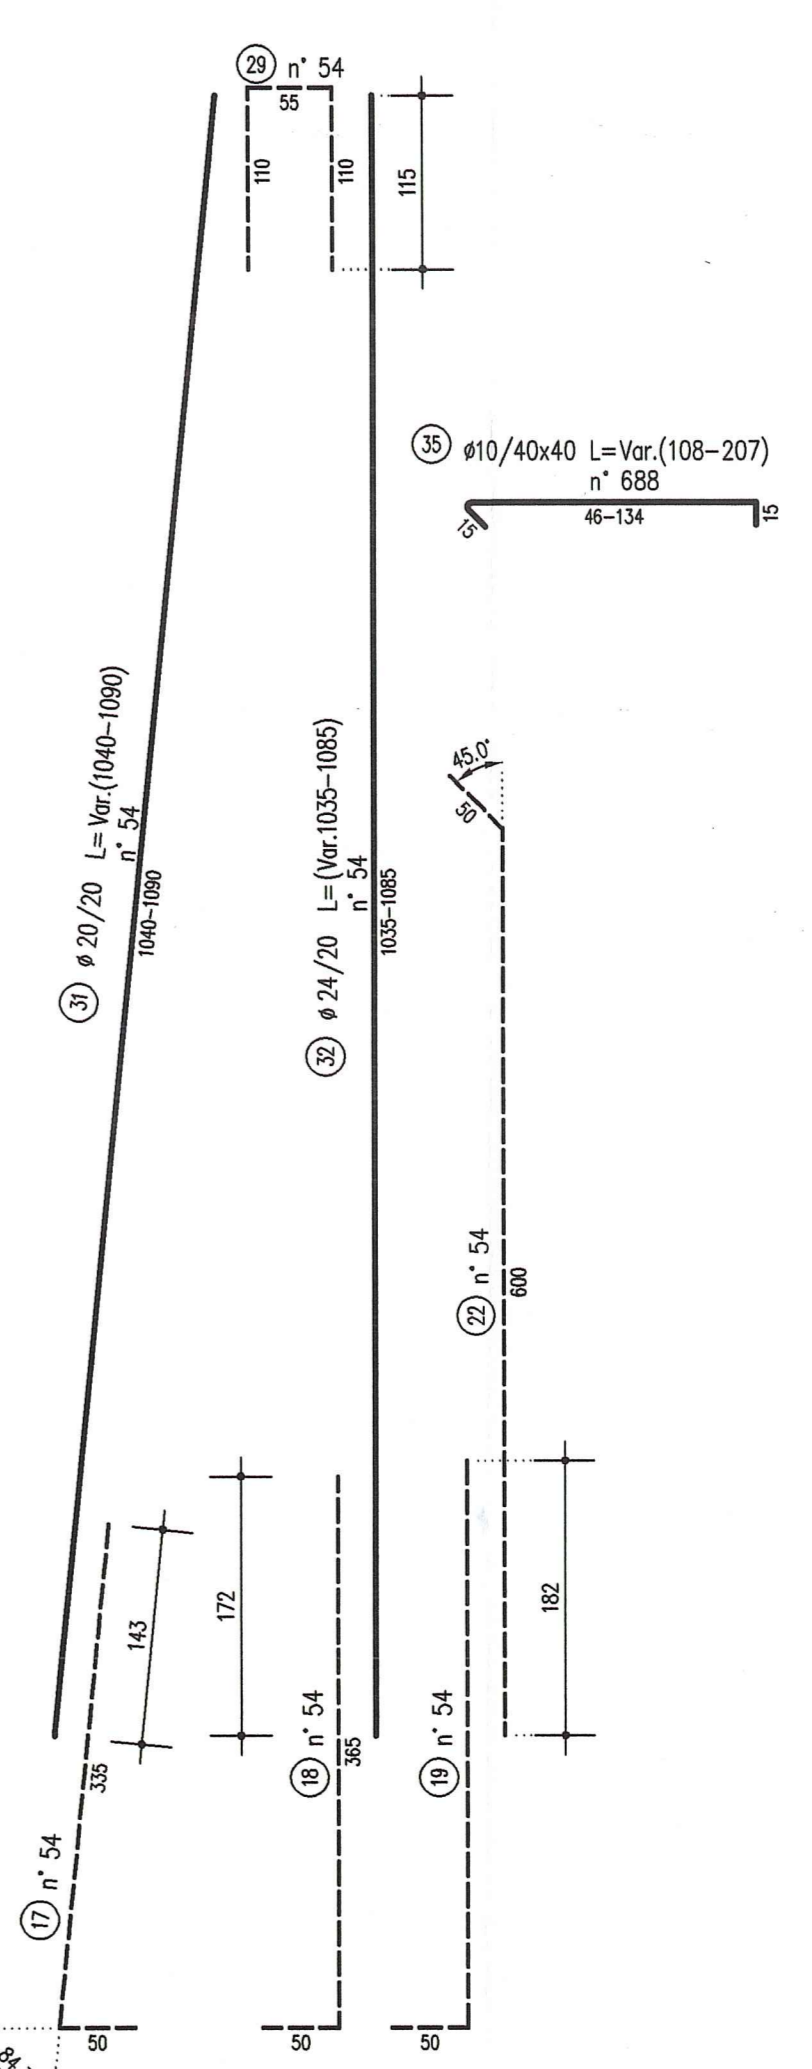 29 n° 54
55
110
110
115
35 ø10/40x40 L=Var.(108-207)
n° 688
15
46-134
15
31 ø 20/20 L=Var.(1040-1090)
n° 54
1040-1090
32 ø 24/20 L=(Var.1035-1085)
n° 54
1035-1085
45.0°
50
22 n° 54
600
143
172
182
17 n° 54
335
18 n° 54
365
19 n° 54
50
50
50